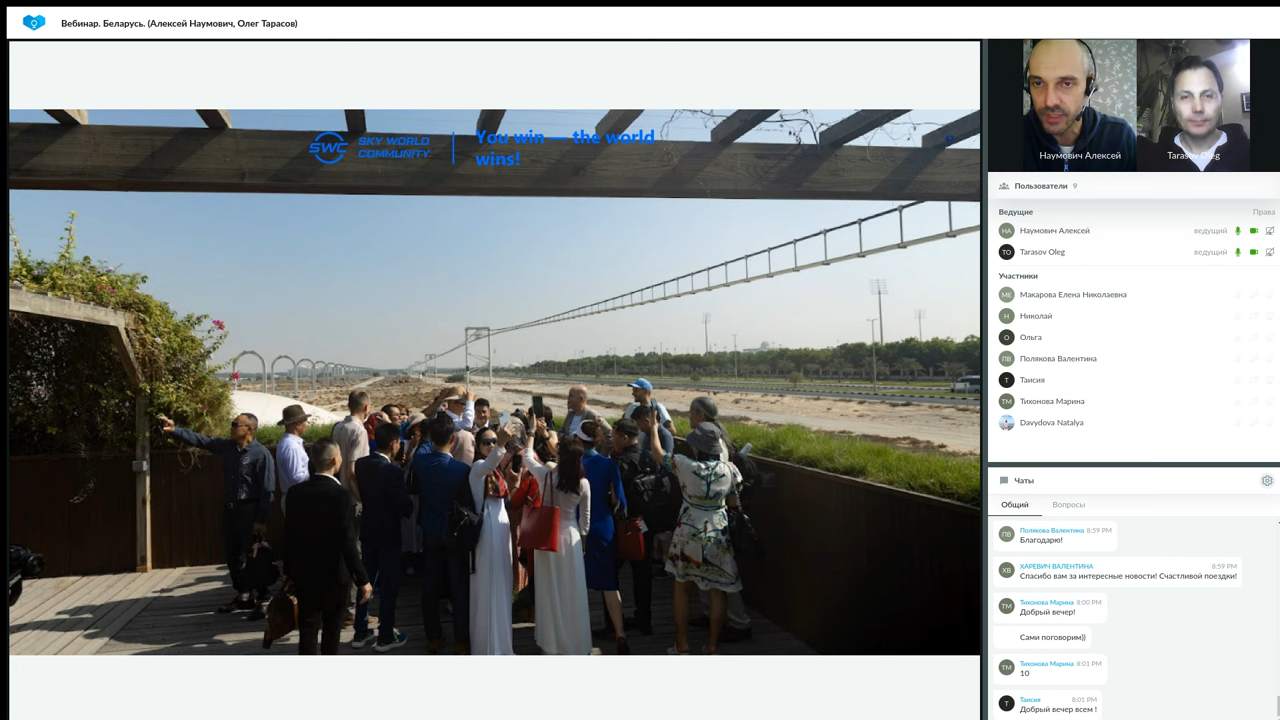 Вебинар. Беларусь. (Алексей Наумович, Олег Тарасов)
SWC
SKY WORLD
COMMUNITY
You win — the world
wins!
Наумович Алексей
Tarasov Oleg
Пользователи 9
Ведущие
Права
НА Наумович Алексей ведущий
TO Tarasov Oleg ведущий
Участники
МЕ Макарова Елена Николаевна
Н Николай
О Ольга
ПВ Полякова Валентина
Т Таисия
ТМ Тихонова Марина
Davydova Natalya
Чаты
Общий Вопросы
ПВ Полякова Валентина 8:59 PM
Благодарю!
ХВ ХАРЕВИЧ ВАЛЕНТИНА 8:59 PM
Спасибо вам за интересные новости! Счастливой поездки!
ТМ Тихонова Марина 8:00 PM
Добрый вечер!
Сами поговорим))
ТМ Тихонова Марина 8:01 PM
10
Т Таисия 8:01 PM
Добрый вечер всем !